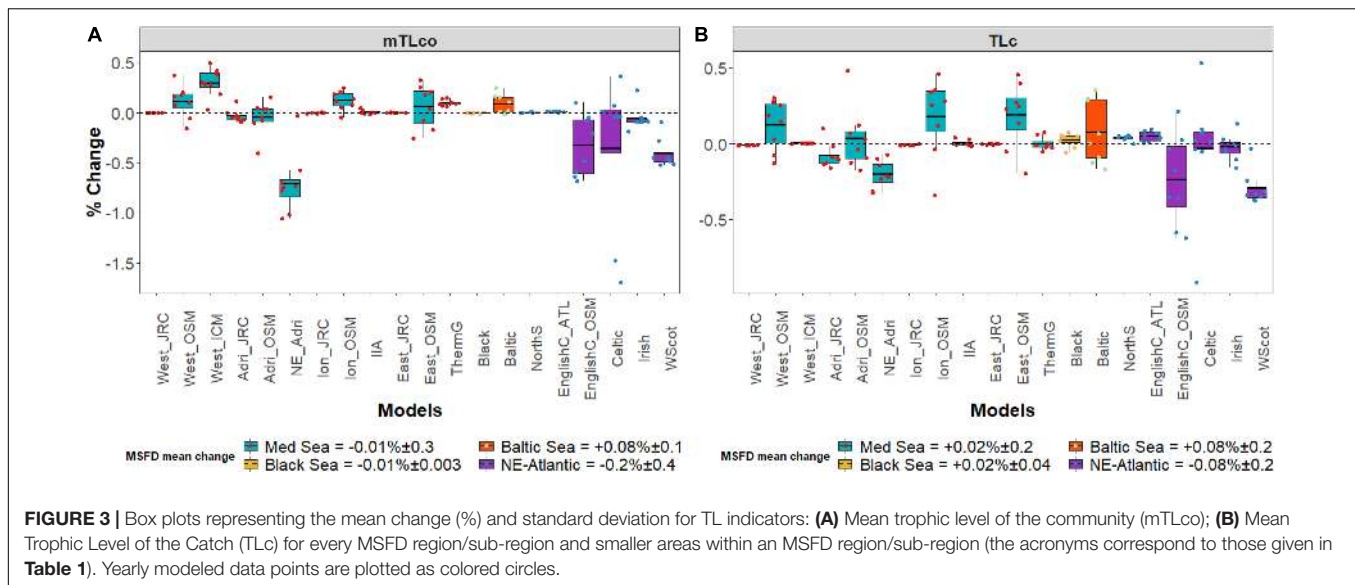 A
mTLco
0.5
0.0
-0.5
-1.0
-1.5
% Change
West_JRC
West_OSM
West_ICM
Adri_JRC
Adri_OSM
NE_Adri
Ion_JRC
Ion_OSM
IIA
East_JRC
East_OSM
ThermG
Black
Baltic
NorthS
EnglishC_ATL
EnglishC_OSM
Celtic
Irish
WScot
Models
MSFD mean change
Med Sea = -0.01%±0.3
Baltic Sea = +0.08%±0.1
Black Sea = -0.01%±0.003
NE-Atlantic = -0.2%±0.4
B
TLc
0.5
0.0
-0.5
West_JRC
West_OSM
West_ICM
Adri_JRC
Adri_OSM
NE_Adri
Ion_JRC
Ion_OSM
IIA
East_JRC
East_OSM
ThermG
Black
Baltic
NorthS
EnglishC_ATL
EnglishC_OSM
Celtic
Irish
WScot
Models
MSFD mean change
Med Sea = +0.02%±0.2
Baltic Sea = +0.08%±0.2
Black Sea = +0.02%±0.04
NE-Atlantic = -0.08%±0.2
FIGURE 3 | Box plots representing the mean change (%) and standard deviation for TL indicators: (A) Mean trophic level of the community (mTLco); (B) Mean
Trophic Level of the Catch (TLc) for every MSFD region/sub-region and smaller areas within an MSFD region/sub-region (the acronyms correspond to those given in
Table 1). Yearly modeled data points are plotted as colored circles.